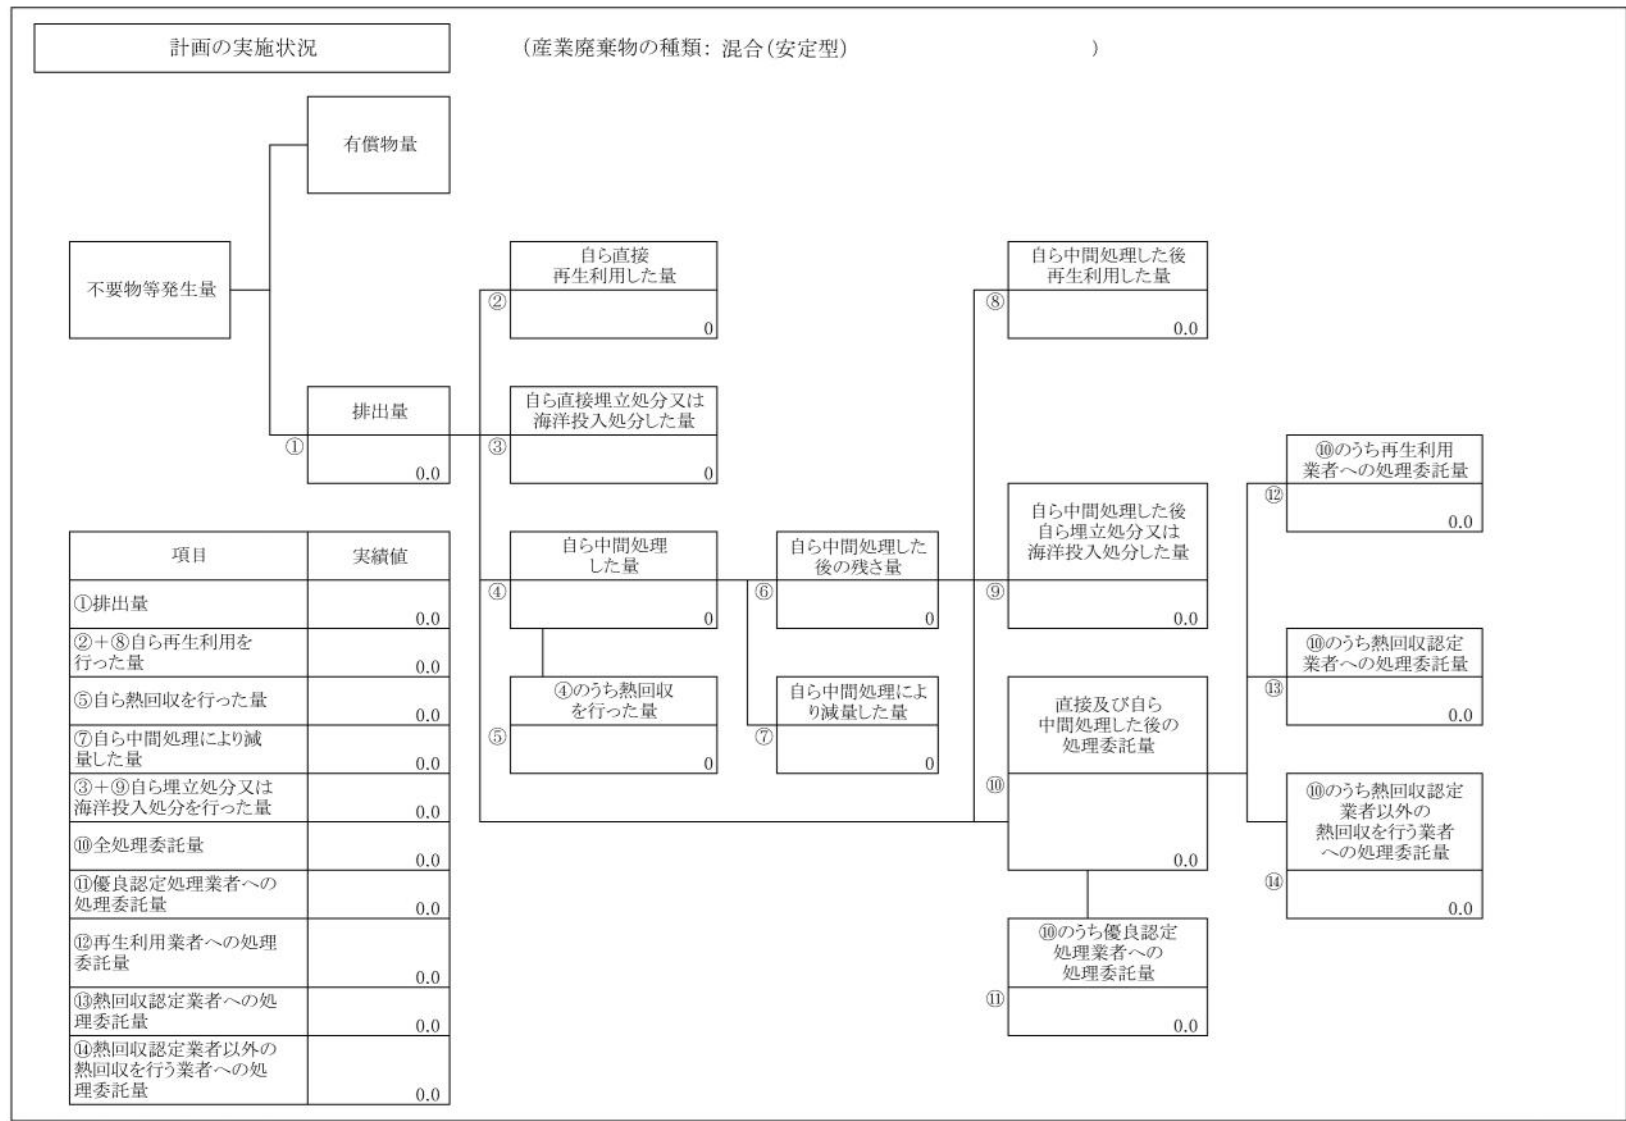 計画の実施状況
(産業廃棄物の種類: 混合(安定型) )
有償物量
不要物等発生量
排出量
①
0.0
自ら直接
再生利用した量
②
0
自ら直接埋立処分又は
海洋投入処分した量
③
0
自ら中間処理
した量
④
0
④のうち熱回収
を行った量
⑤
0
自ら中間処理した
後の残さ量
⑥
0
自ら中間処理によ
り減量した量
⑦
0
自ら中間処理した後
再生利用した量
⑧
0.0
自ら中間処理した後
自ら埋立処分又は
海洋投入処分した量
⑨
0.0
直接及び自ら
中間処理した後の
処理委託量
⑩
0.0
⑩のうち優良認定
処理業者への
処理委託量
⑪
0.0
⑩のうち再生利用
業者への処理委託量
⑫
0.0
⑩のうち熱回収認定
業者への処理委託量
⑬
0.0
⑩のうち熱回収認定
業者以外の
熱回収を行う業者
への処理委託量
⑭
0.0
項目 実績値
①排出量
0.0
②+⑧自ら再生利用を
行った量
0.0
⑤自ら熱回収を行った量
0.0
⑦自ら中間処理により減
量した量
0.0
③+⑨自ら埋立処分又は
海洋投入処分を行った量
0.0
⑩全処理委託量
0.0
⑪優良認定処理業者への
処理委託量
0.0
⑫再生利用業者への処理
委託量
0.0
⑬熱回収認定業者への処
理委託量
0.0
⑭熱回収認定業者以外の
熱回収を行う業者への処
理委託量
0.0